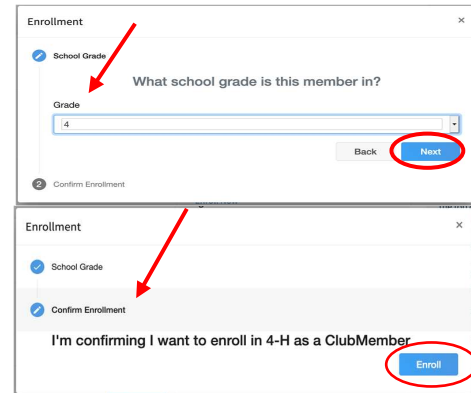 Enrollment ×
School Grade
What school grade is this member in?
Grade
4
Back Next
2 Confirm Enrollment
Enrollment ×
School Grade
Confirm Enrollment
I'm confirming I want to enroll in 4-H as a ClubMember
Enroll